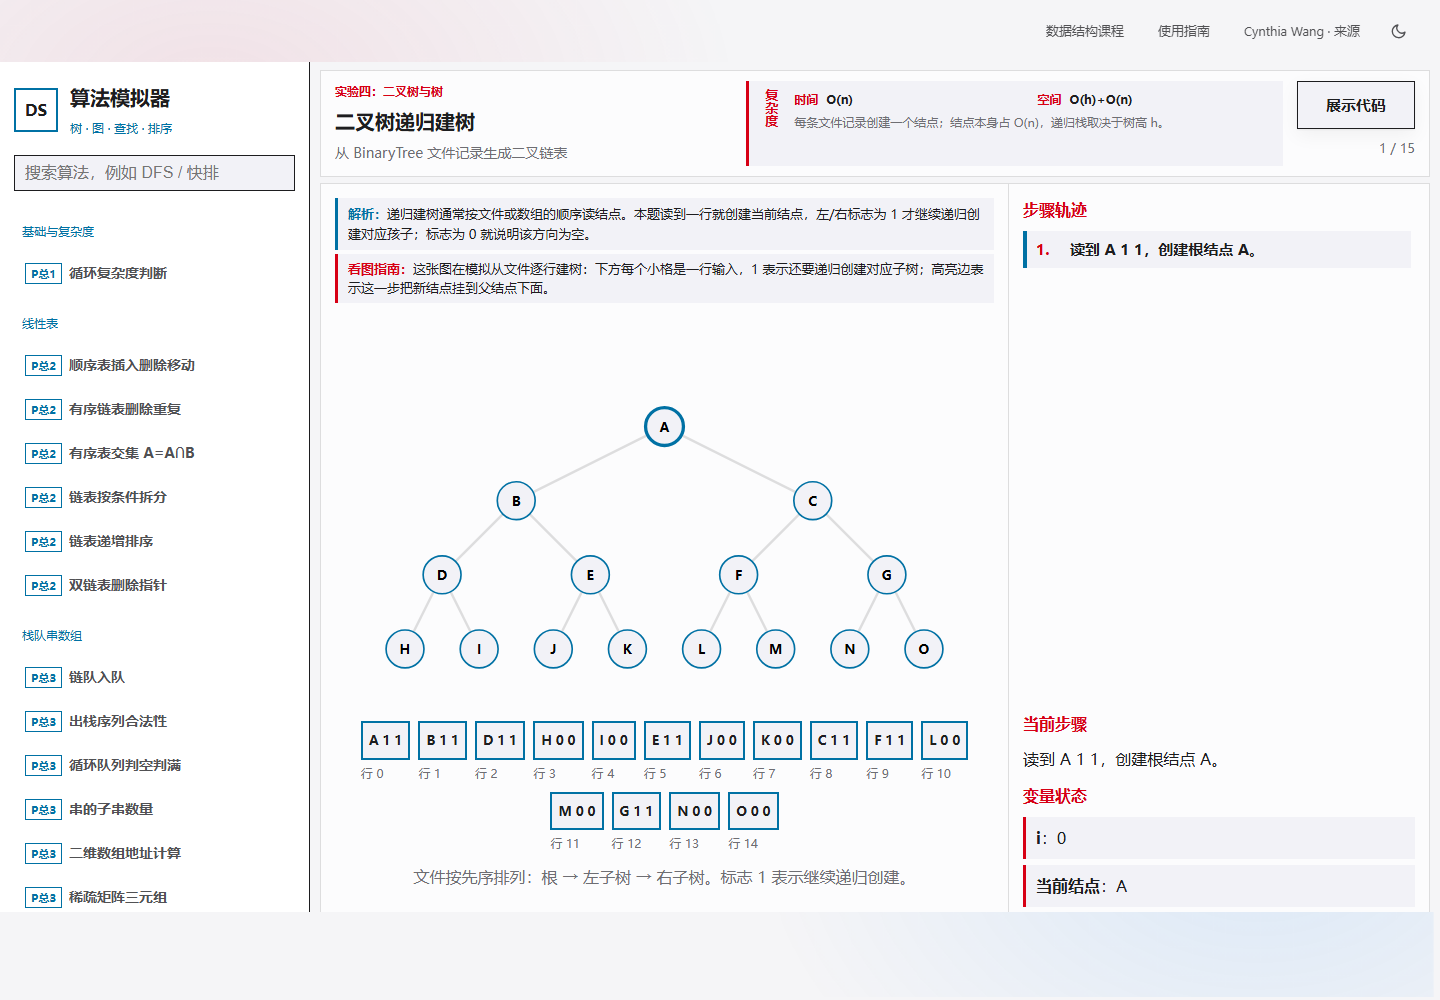 数据结构课程
使用指南
Cynthia Wang · 来源
DS
算法模拟器
树 · 图 · 查找 · 排序
搜索算法，例如 DFS / 快排
基础与复杂度
P总1 循环复杂度判断
线性表
P总2 顺序表插入删除移动
P总2 有序链表删除重复
P总2 有序表交集 A=A∩B
P总2 链表按条件拆分
P总2 链表递增排序
P总2 双链表删除指针
栈队串数组
P总3 链队入队
P总3 出栈序列合法性
P总3 循环队列判空判满
P总3 串的子串数量
P总3 二维数组地址计算
P总3 稀疏矩阵三元组
实验四：二叉树与树
二叉树递归建树
从 BinaryTree 文件记录生成二叉链表
复杂度
时间 O(n)
空间 O(h)+O(n)
每条文件记录创建一个结点；结点本身占 O(n)，递归栈取决于树高 h。
展示代码
1 / 15
解析：递归建树通常按文件或数组的顺序读结点。本题读到一行就创建当前结点，左/右标志为 1 才继续递归创
建对应孩子；标志为 0 就说明该方向为空。
看图指南：这张图在模拟从文件逐行建树：下方每个小格是一行输入，1 表示还要递归创建对应子树；高亮边表
示这一步把新结点挂到父结点下面。
A
B C
D E F G
H I J K L M N O
A 1 1 B 1 1 D 1 1 H 0 0 I 0 0 E 1 1 J 0 0 K 0 0 C 1 1 F 1 1 L 0 0
行 0 行 1 行 2 行 3 行 4 行 5 行 6 行 7 行 8 行 9 行 10
M 0 0 G 1 1 N 0 0 O 0 0
行 11 行 12 行 13 行 14
文件按先序排列：根 → 左子树 → 右子树。标志 1 表示继续递归创建。
步骤轨迹
1. 读到 A 1 1，创建根结点 A。
当前步骤
读到 A 1 1，创建根结点 A。
变量状态
i：0
当前结点：A